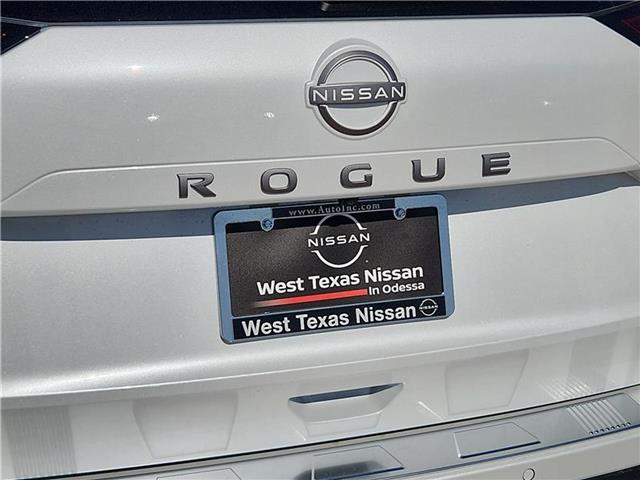 NISSAN
ROGUE
www.AutoInc.com
NISSAN
West Texas Nissan
In Odessa
West Texas Nissan